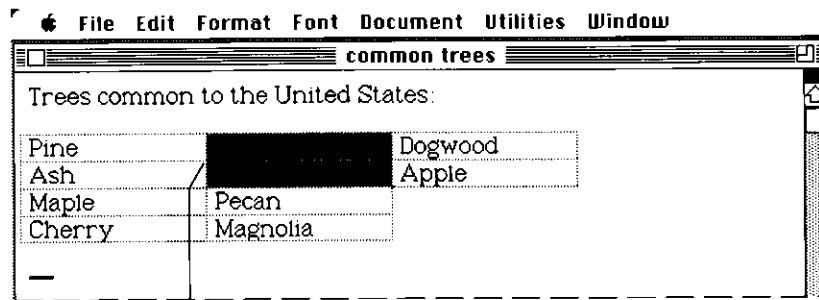 File Edit Format Font Document Utilities Window
common trees
Trees common to the United States:
Pine Dogwood
Ash Apple
Maple Pecan
Cherry Magnolia